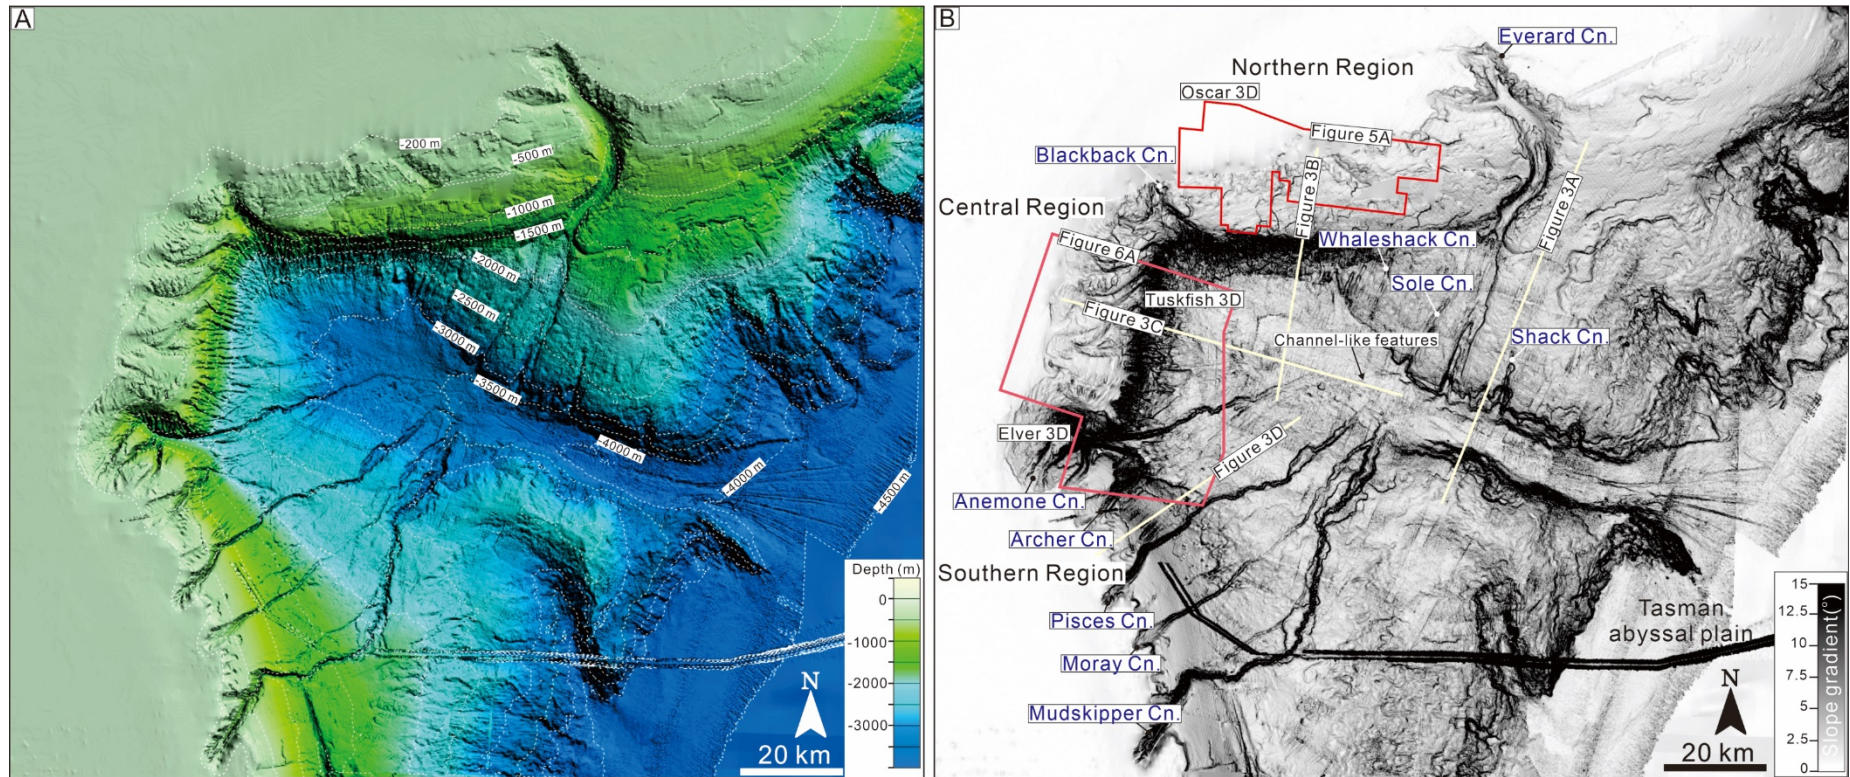 A
-200 m
-500 m
-1000 m
-1500 m
-2000 m
-2500 m
-3000 m
-3500 m
-4000 m
-4000 m
-4500 m
Depth (m)
0
-1000
-2000
-3000
N
20 km
B
Everard Cn.
Northern Region
Oscar 3D
Figure 5A
Blackback Cn.
Figure 3B
Figure 3A
Central Region
Whaleshack Cn.
Figure 6A
Sole Cn.
Tuskfish 3D
Figure 3C
Channel-like features
Shack Cn.
Elver 3D
Figure 3D
Anemone Cn.
Archer Cn.
Southern Region
Pisces Cn.
Tasman
abyssal plain
Moray Cn.
Mudskipper Cn.
N
20 km
15
12.5
10
7.5
5
2.5
0
Slope gradient(°)